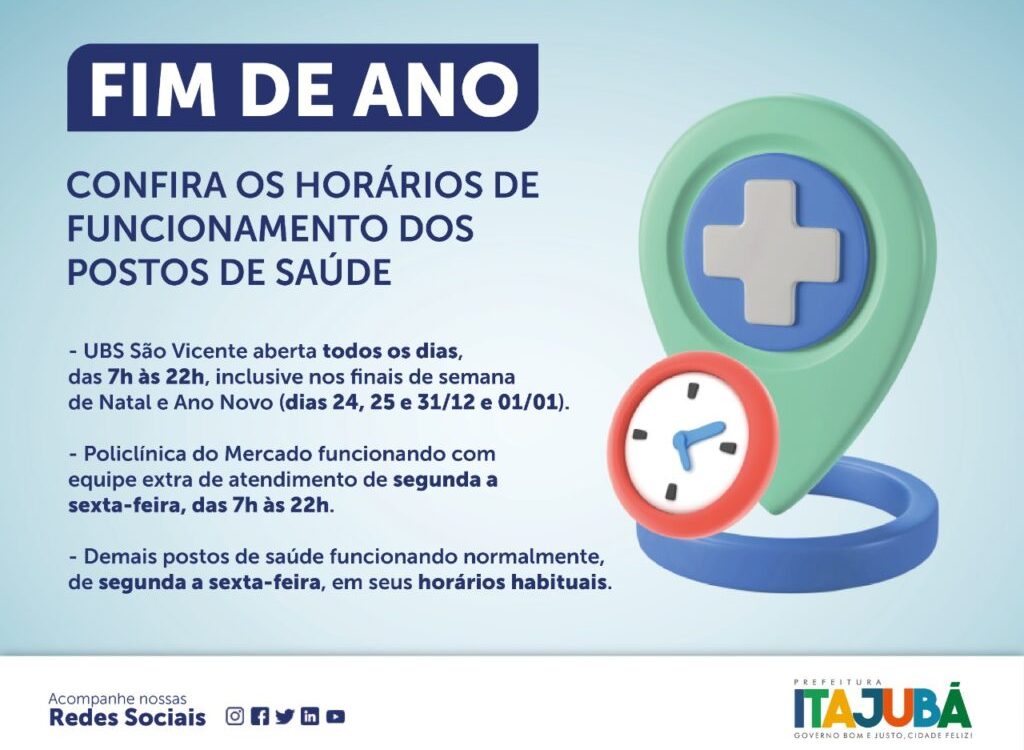 FIM DE ANO
CONFIRA OS HORÁRIOS DE
FUNCIONAMENTO DOS
POSTOS DE SAÚDE
- UBS São Vicente aberta todos os dias,
das 7h às 22h, inclusive nos finais de semana
de Natal e Ano Novo (dias 24, 25 e 31/12 e 01/01).
- Policlínica do Mercado funcionando com
equipe extra de atendimento de segunda a
sexta-feira, das 7h às 22h.
- Demais postos de saúde funcionando normalmente,
de segunda a sexta-feira, em seus horários habituais.
Acompanhe nossas
Redes Sociais
PREFEITURA
ITAJUBÁ
GOVERNO BOM E JUSTO, CIDADE FELIZ!